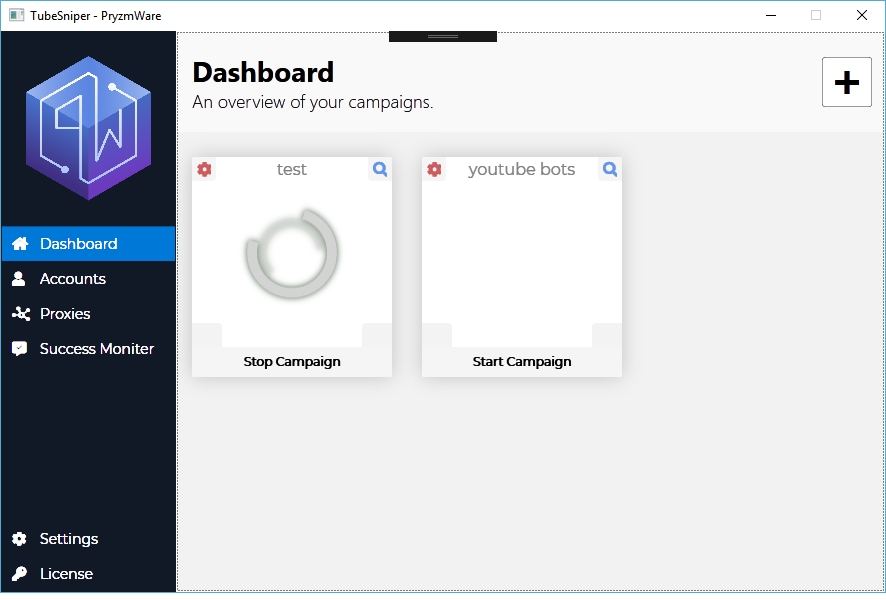 TubeSniper - PryzmWare
Dashboard
An overview of your campaigns.
Dashboard
Accounts
Proxies
Success Moniter
Settings
License
test
youtube bots
Stop Campaign
Start Campaign